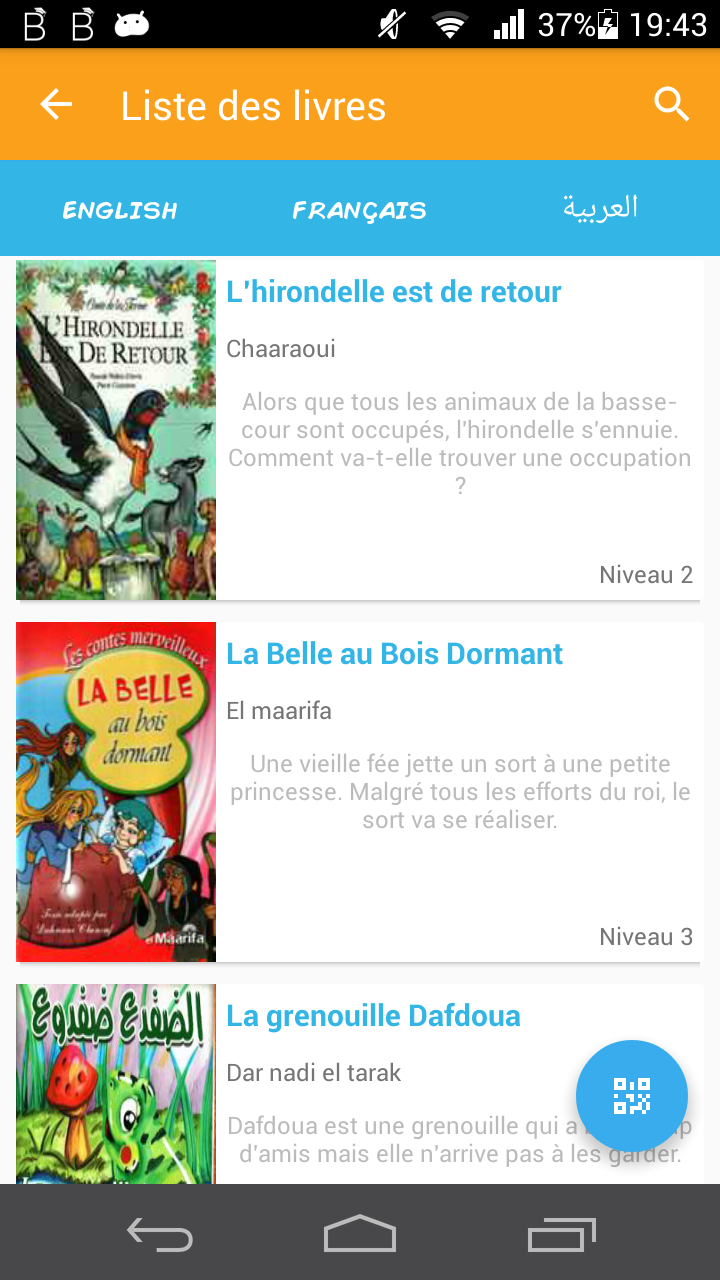 37% 19:43
Liste des livres
ENGLISH FRANÇAIS العربية
L'HIRONDELLE
EST DE RETOUR
L'hirondelle est de retour
Chaaraoui
Alors que tous les animaux de la basse-
cour sont occupés, l'hirondelle s'ennuie.
Comment va-t-elle trouver une occupation
?
Niveau 2
Les contes merveilleux
LA BELLE
au bois
dormant
Texte adapté par
el Maarifa
La Belle au Bois Dormant
El maarifa
Une vieille fée jette un sort à une petite
princesse. Malgré tous les efforts du roi, le
sort va se réaliser.
Niveau 3
الضفدع ضفدوع
La grenouille Dafdoua
Dar nadi el tarak
Dafdoua est une grenouille qui a
d'amis mais elle n'arrive pas à les garder.